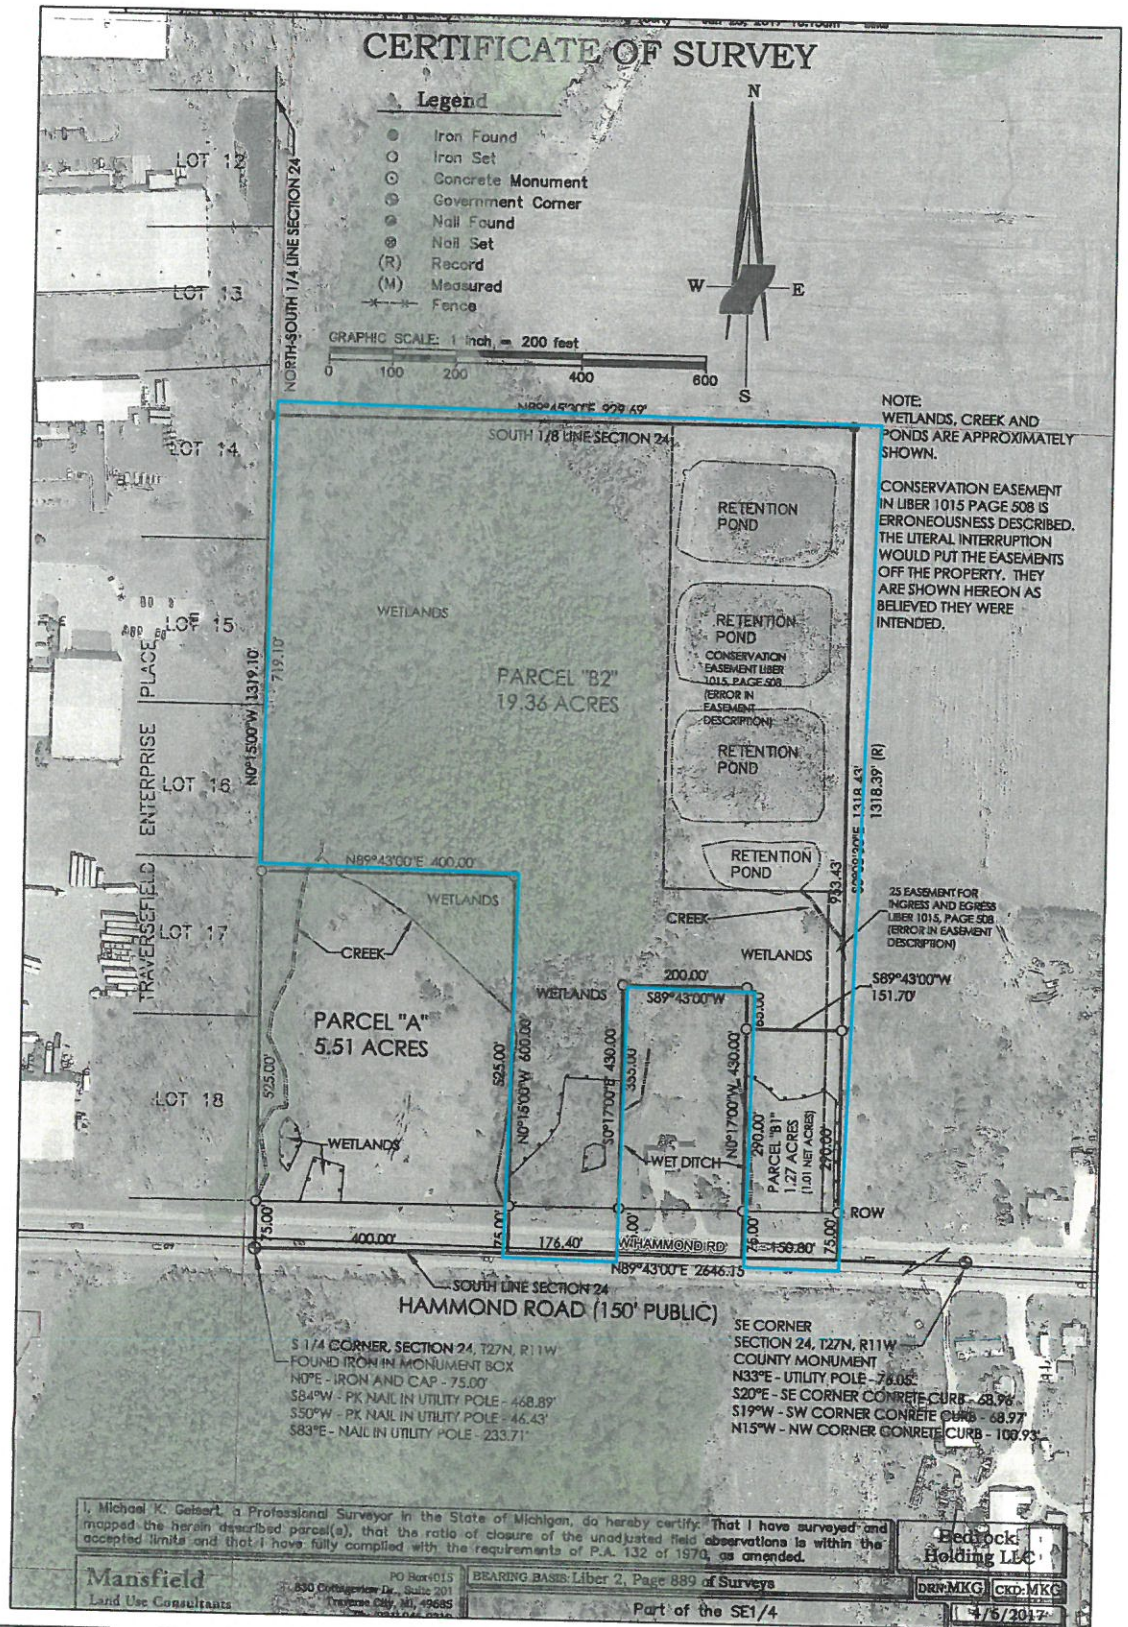 CERTIFICATE OF SURVEY
Legend
Iron Found
Iron Set
Concrete Monument
Government Corner
Nail Found
Nail Set
(R) Record
(M) Measured
Fence
N
W
E
S
GRAPHIC SCALE: 1 inch = 200 feet
0 100 200 400 600
NORTH-SOUTH 1/4 LINE SECTION 24
LOT 12
LOT 13
LOT 14
LOT 15
LOT 16
LOT 17
LOT 18
TRAVERSEFIELD ENTERPRISE PLACE
N89°45'30"E 929.69'
SOUTH 1/8 LINE SECTION 24
NOTE:
WETLANDS, CREEK AND
PONDS ARE APPROXIMATELY
SHOWN.
CONSERVATION EASEMENT
IN LIBER 1015 PAGE 508 IS
ERRONEOUSNESS DESCRIBED.
THE LITERAL INTERRUPTION
WOULD PUT THE EASEMENTS
OFF THE PROPERTY. THEY
ARE SHOWN HEREON AS
BELIEVED THEY WERE
INTENDED.
RETENTION
POND
WETLANDS
RETENTION
POND
CONSERVATION
EASEMENT LIBER
1015, PAGE 508
(ERROR IN
EASEMENT
DESCRIPTION)
PARCEL "B2"
19.36 ACRES
RETENTION
POND
RETENTION
POND
N0°15'00"W 1319.10'
719.10'
1318.43'
1318.39' (R)
933.43'
N89°43'00"E 400.00'
WETLANDS
CREEK
25 EASEMENT FOR
INGRESS AND EGRESS
LIBER 1015, PAGE 508
(ERROR IN EASEMENT
DESCRIPTION)
CREEK
WETLANDS
WETLANDS
200.00'
S89°43'00"W
S89°43'00"W
151.70'
PARCEL "A"
5.51 ACRES
525.00'
525.00'
N0°15'00"W 600.00'
S0°17'00"E 430.00'
355.00'
N0°17'00"W 430.00'
290.00'
PARCEL "B1"
1.27 ACRES
(1.01 NET ACRES)
290.00'
WETLANDS
WET DITCH
ROW
75.00'
400.00'
75.00'
176.40'
W HAMMOND RD
150.80'
75.00'
N89°43'00"E 2646.15
SOUTH LINE SECTION 24
HAMMOND ROAD (150' PUBLIC)
S 1/4 CORNER, SECTION 24, T27N, R11W
FOUND IRON IN MONUMENT BOX
N0°E - IRON AND CAP - 75.00'
S84°W - PK NAIL IN UTILITY POLE - 468.89'
S50°W - PK NAIL IN UTILITY POLE - 46.43'
S83°E - NAIL IN UTILITY POLE - 233.71'
SE CORNER
SECTION 24, T27N, R11W
COUNTY MONUMENT
N33°E - UTILITY POLE - 76.05'
S20°E - SE CORNER CONRETE CURB - 68.96'
S19°W - SW CORNER CONRETE CURB - 68.97'
N15°W - NW CORNER CONRETE CURB - 100.93'
I, Michael K. Geisert, a Professional Surveyor in the State of Michigan, do hereby certify: That I have surveyed and
mapped the herein described parcel(s), that the ratio of closure of the unadjusted field observations is within the
accepted limits and that I have fully complied with the requirements of P.A. 132 of 1970, as amended.
Bedrock
Holding LLC
Mansfield
Land Use Consultants
PO Box 4015
830 Cottageview Dr., Suite 201
Traverse City, MI, 49685
BEARING BASIS: Liber 2, Page 889 of Surveys
DRN:MKG CKD:MKG
Part of the SE1/4
4/5/2017